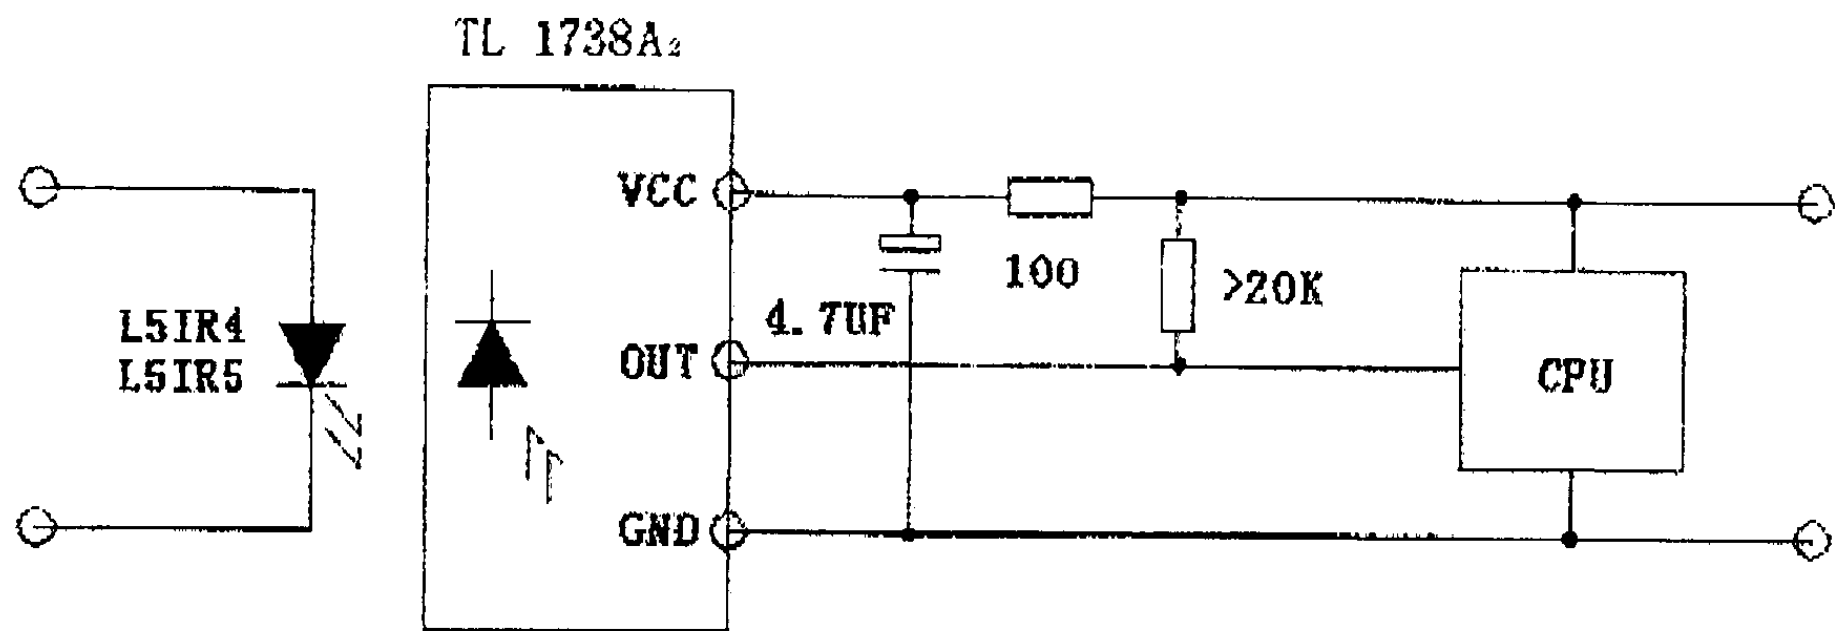 TL 1738A₂
VCC
100
>20K
L5IR4
L5IR5
4.7UF
OUT
CPU
GND